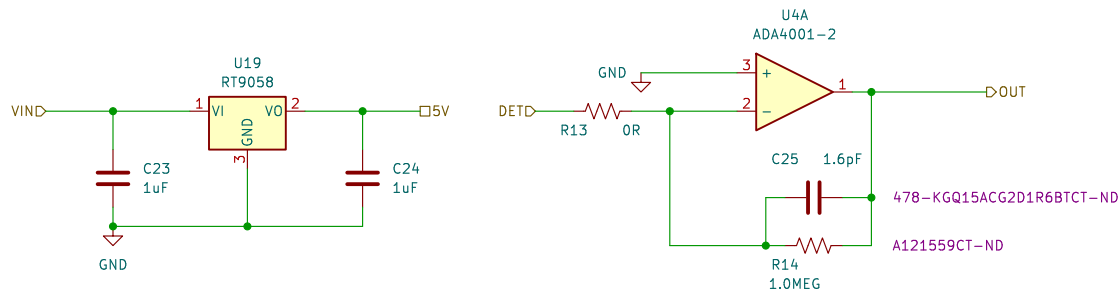 U19
RT9058
VIN
1
VI
VO
2
5V
GND
3
C23
1uF
C24
1uF
GND
U4A
ADA4001-2
GND
3
+
1
OUT
DET
2
-
R13
0R
C25
1.6pF
478-KGQ15ACG2D1R6BTCT-ND
A121559CT-ND
R14
1.0MEG